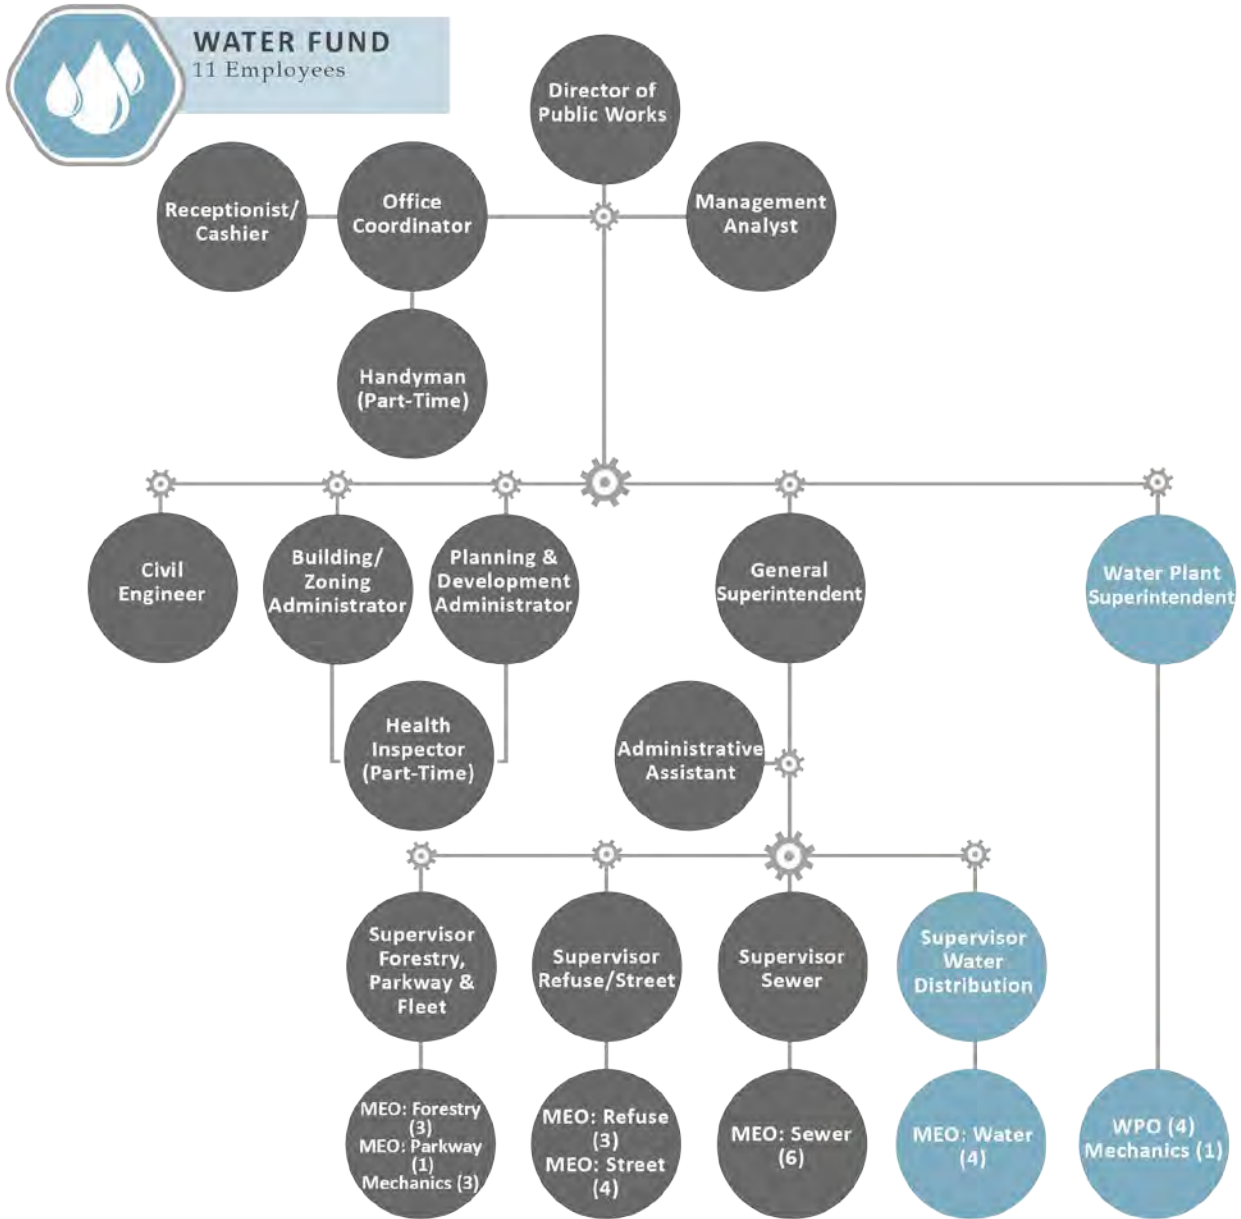 WATER FUND
11 Employees
Director of
Public Works
Receptionist/
Cashier
Office
Coordinator
Management
Analyst
Handyman
(Part-Time)
Civil
Engineer
Building/
Zoning
Administrator
Planning &
Development
Administrator
General
Superintendent
Water Plant
Superintendent
Health
Inspector
(Part-Time)
Administrative
Assistant
Supervisor
Forestry,
Parkway &
Fleet
Supervisor
Refuse/Street
Supervisor
Sewer
Supervisor
Water
Distribution
MEO: Forestry
(3)
MEO: Parkway
(1)
Mechanics (3)
MEO: Refuse
(3)
MEO: Street
(4)
MEO: Sewer
(6)
MEO: Water
(4)
WPO (4)
Mechanics (1)